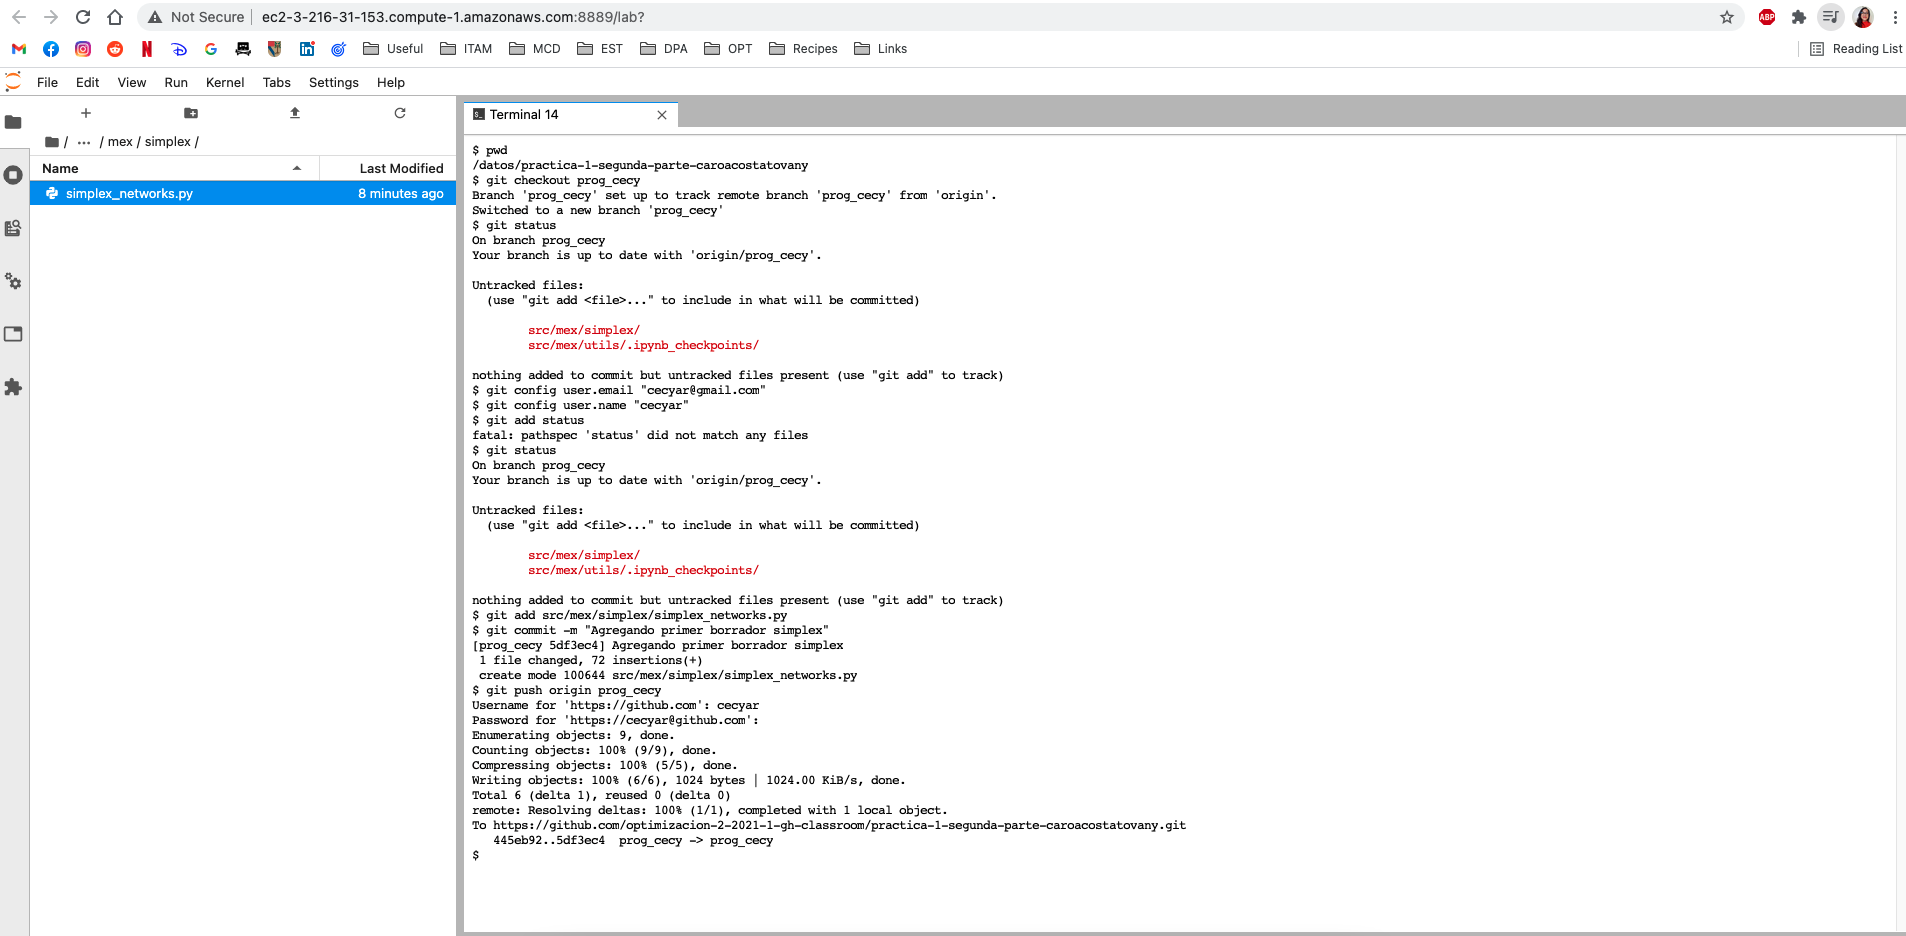 Not Secure ec2-3-216-31-153.compute-1.amazonaws.com:8889/lab?
ABP
Useful ITAM MCD EST DPA OPT Recipes Links Reading List
File Edit View Run Kernel Tabs Settings Help
Terminal 14
/ ... / mex / simplex /
Name Last Modified
simplex_networks.py 8 minutes ago
$ pwd
/datos/practica-1-segunda-parte-caroacostatovany
$ git checkout prog_cecy
Branch 'prog_cecy' set up to track remote branch 'prog_cecy' from 'origin'.
Switched to a new branch 'prog_cecy'
$ git status
On branch prog_cecy
Your branch is up to date with 'origin/prog_cecy'.
Untracked files:
(use "git add <file>..." to include in what will be committed)
src/mex/simplex/
src/mex/utils/.ipynb_checkpoints/
nothing added to commit but untracked files present (use "git add" to track)
$ git config user.email "cecyar@gmail.com"
$ git config user.name "cecyar"
$ git add status
fatal: pathspec 'status' did not match any files
$ git status
On branch prog_cecy
Your branch is up to date with 'origin/prog_cecy'.
Untracked files:
(use "git add <file>..." to include in what will be committed)
src/mex/simplex/
src/mex/utils/.ipynb_checkpoints/
nothing added to commit but untracked files present (use "git add" to track)
$ git add src/mex/simplex/simplex_networks.py
$ git commit -m "Agregando primer borrador simplex"
[prog_cecy 5df3ec4] Agregando primer borrador simplex
1 file changed, 72 insertions(+)
create mode 100644 src/mex/simplex/simplex_networks.py
$ git push origin prog_cecy
Username for 'https://github.com': cecyar
Password for 'https://cecyar@github.com':
Enumerating objects: 9, done.
Counting objects: 100% (9/9), done.
Compressing objects: 100% (5/5), done.
Writing objects: 100% (6/6), 1024 bytes | 1024.00 KiB/s, done.
Total 6 (delta 1), reused 0 (delta 0)
remote: Resolving deltas: 100% (1/1), completed with 1 local object.
To https://github.com/optimizacion-2-2021-1-gh-classroom/practica-1-segunda-parte-caroacostatovany.git
445eb92..5df3ec4 prog_cecy -> prog_cecy
$